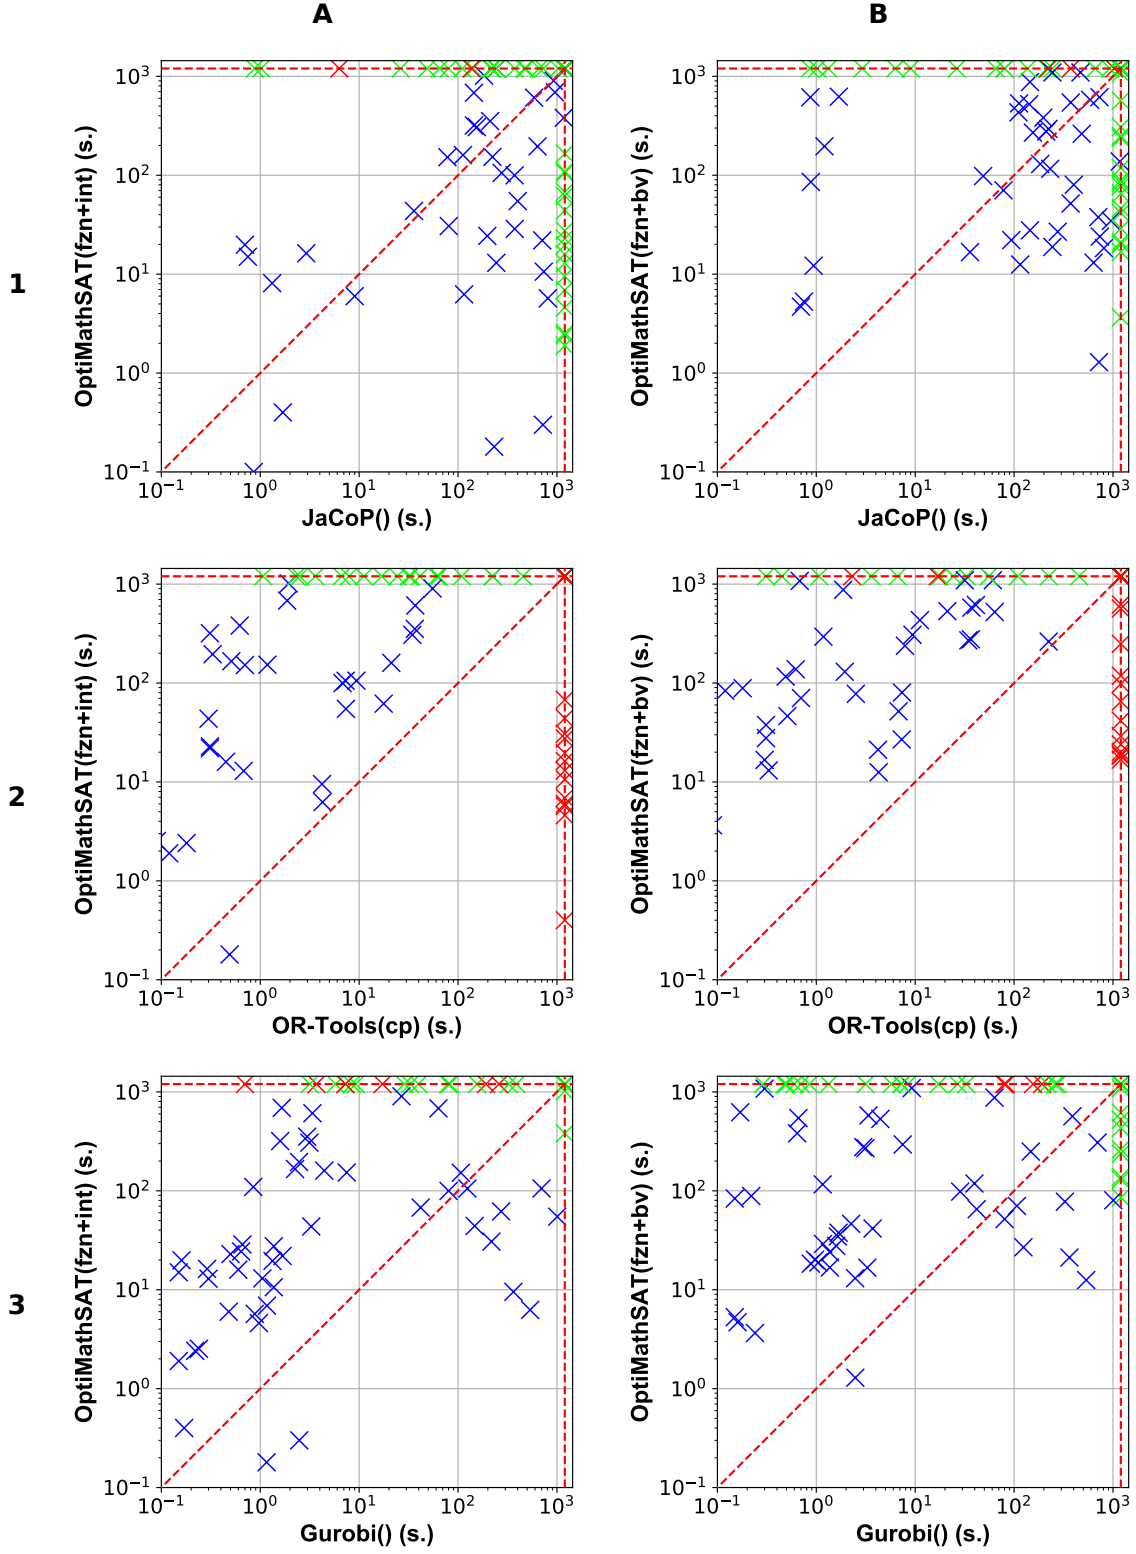 A
B
1
OptiMathSAT(fzn+int) (s.)
10³
10²
10¹
10⁰
10⁻¹
10⁻¹ 10⁰ 10¹ 10² 10³
JaCoP() (s.)
OptiMathSAT(fzn+bv) (s.)
10³
10²
10¹
10⁰
10⁻¹
10⁻¹ 10⁰ 10¹ 10² 10³
JaCoP() (s.)
2
OptiMathSAT(fzn+int) (s.)
10³
10²
10¹
10⁰
10⁻¹
10⁻¹ 10⁰ 10¹ 10² 10³
OR-Tools(cp) (s.)
OptiMathSAT(fzn+bv) (s.)
10³
10²
10¹
10⁰
10⁻¹
10⁻¹ 10⁰ 10¹ 10² 10³
OR-Tools(cp) (s.)
3
OptiMathSAT(fzn+int) (s.)
10³
10²
10¹
10⁰
10⁻¹
10⁻¹ 10⁰ 10¹ 10² 10³
Gurobi() (s.)
OptiMathSAT(fzn+bv) (s.)
10³
10²
10¹
10⁰
10⁻¹
10⁻¹ 10⁰ 10¹ 10² 10³
Gurobi() (s.)